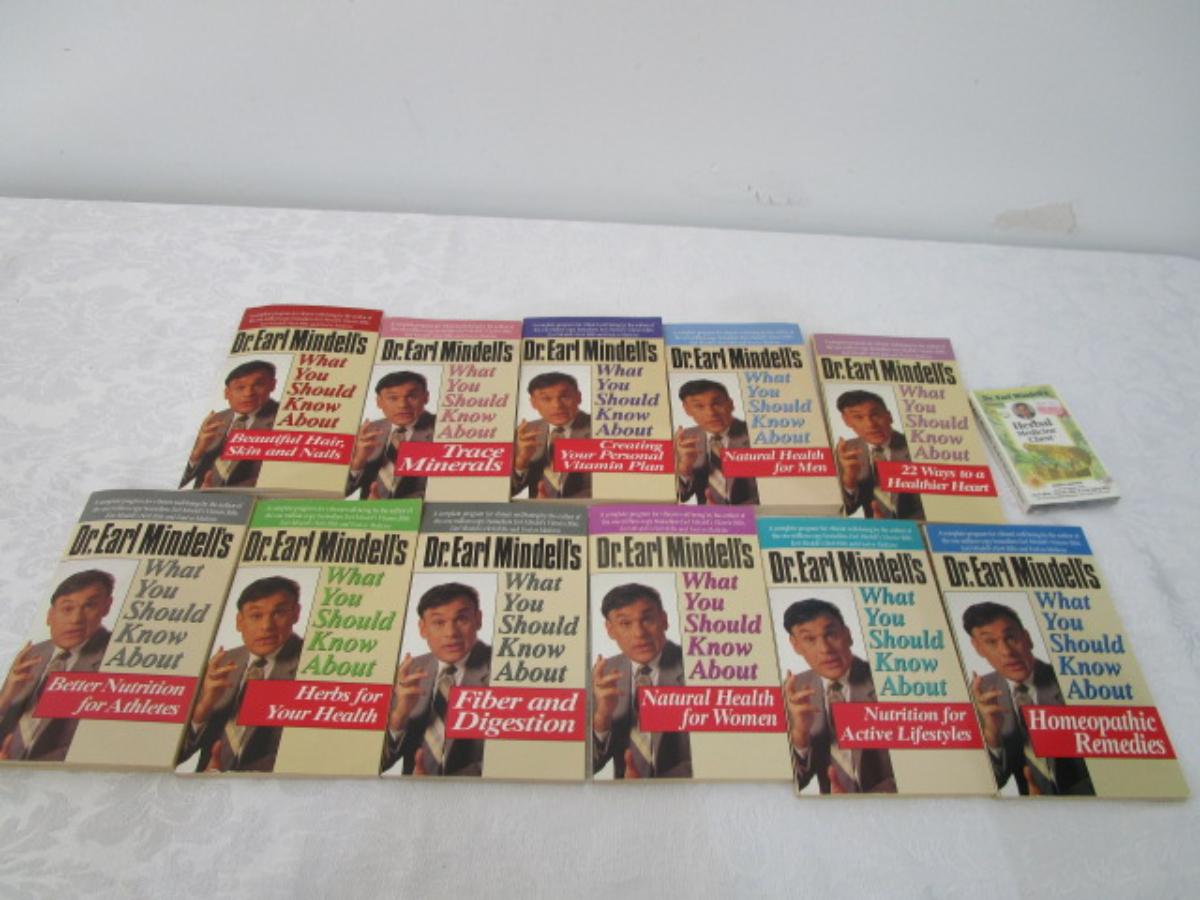 Dr. Earl Mindell's
What
You
Should
Know
About
Beautiful Hair,
Skin and Nails
Dr. Earl Mindell's
What
You
Should
Know
About
Trace
Minerals
Dr. Earl Mindell's
What
You
Should
Know
About
Creating
Your Personal
Vitamin Plan
Dr. Earl Mindell's
What
You
Should
Know
About
Natural Health
for Men
Dr. Earl Mindell's
What
You
Should
Know
About
22 Ways to a
Healthier Heart
Dr. Earl Mindell's
Herbal
Medicine
Chest
Dr. Earl Mindell's
What
You
Should
Know
About
Better Nutrition
for Athletes
Dr. Earl Mindell's
What
You
Should
Know
About
Herbs for
Your Health
Dr. Earl Mindell's
What
You
Should
Know
About
Fiber and
Digestion
Dr. Earl Mindell's
What
You
Should
Know
About
Natural Health
for Women
Dr. Earl Mindell's
What
You
Should
Know
About
Nutrition for
Active Lifestyles
Dr. Earl Mindell's
What
You
Should
Know
About
Homeopathic
Remedies